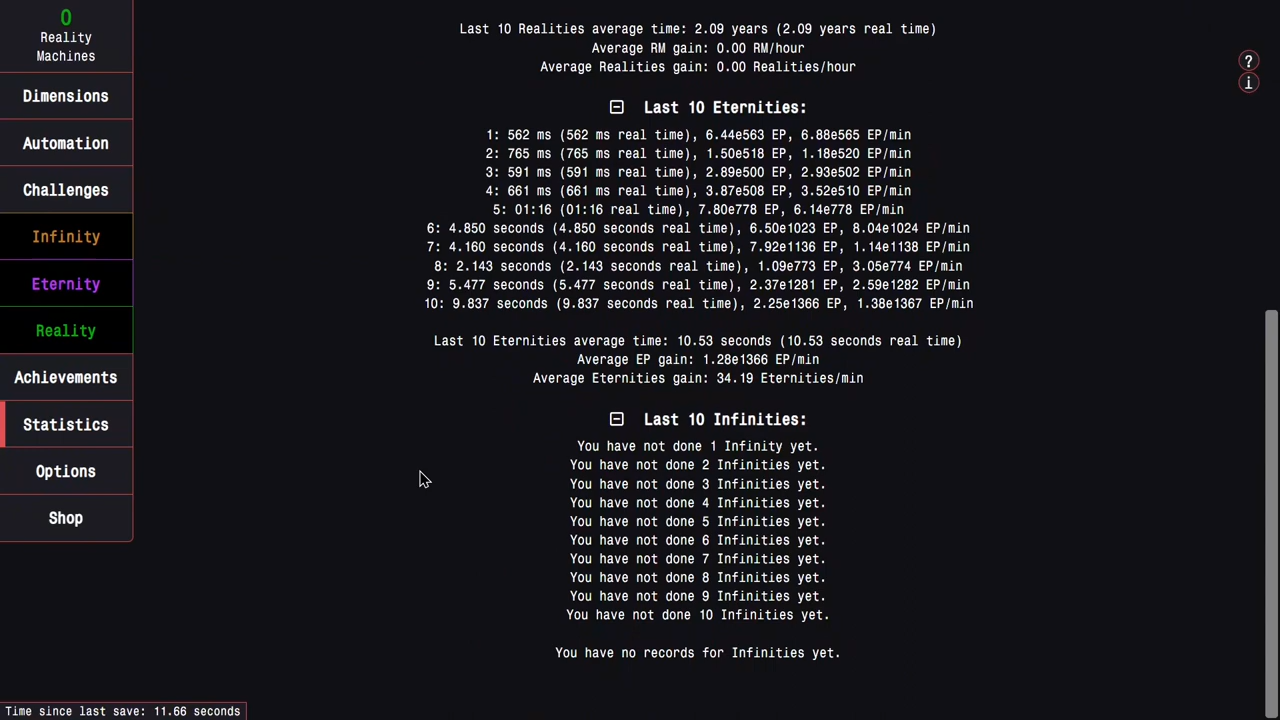 0
Reality
Machines
Dimensions
Automation
Challenges
Infinity
Eternity
Reality
Achievements
Statistics
Options
Shop
Last 10 Realities average time: 2.09 years (2.09 years real time)
Average RM gain: 0.00 RM/hour
Average Realities gain: 0.00 Realities/hour
Last 10 Eternities:
1: 562 ms (562 ms real time), 6.44e563 EP, 6.88e565 EP/min
2: 765 ms (765 ms real time), 1.50e518 EP, 1.18e520 EP/min
3: 591 ms (591 ms real time), 2.89e500 EP, 2.93e502 EP/min
4: 661 ms (661 ms real time), 3.87e508 EP, 3.52e510 EP/min
5: 01:16 (01:16 real time), 7.80e778 EP, 6.14e778 EP/min
6: 4.850 seconds (4.850 seconds real time), 6.50e1023 EP, 8.04e1024 EP/min
7: 4.160 seconds (4.160 seconds real time), 7.92e1136 EP, 1.14e1138 EP/min
8: 2.143 seconds (2.143 seconds real time), 1.09e773 EP, 3.05e774 EP/min
9: 5.477 seconds (5.477 seconds real time), 2.37e1281 EP, 2.59e1282 EP/min
10: 9.837 seconds (9.837 seconds real time), 2.25e1366 EP, 1.38e1367 EP/min
Last 10 Eternities average time: 10.53 seconds (10.53 seconds real time)
Average EP gain: 1.28e1366 EP/min
Average Eternities gain: 34.19 Eternities/min
Last 10 Infinities:
You have not done 1 Infinity yet.
You have not done 2 Infinities yet.
You have not done 3 Infinities yet.
You have not done 4 Infinities yet.
You have not done 5 Infinities yet.
You have not done 6 Infinities yet.
You have not done 7 Infinities yet.
You have not done 8 Infinities yet.
You have not done 9 Infinities yet.
You have not done 10 Infinities yet.
You have no records for Infinities yet.
?
i
Time since last save: 11.66 seconds